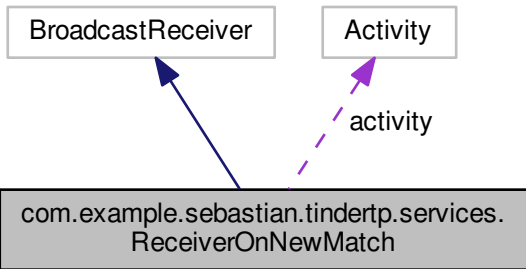 BroadcastReceiver
Activity
activity
com.example.sebastian.tindertp.services.
ReceiverOnNewMatch